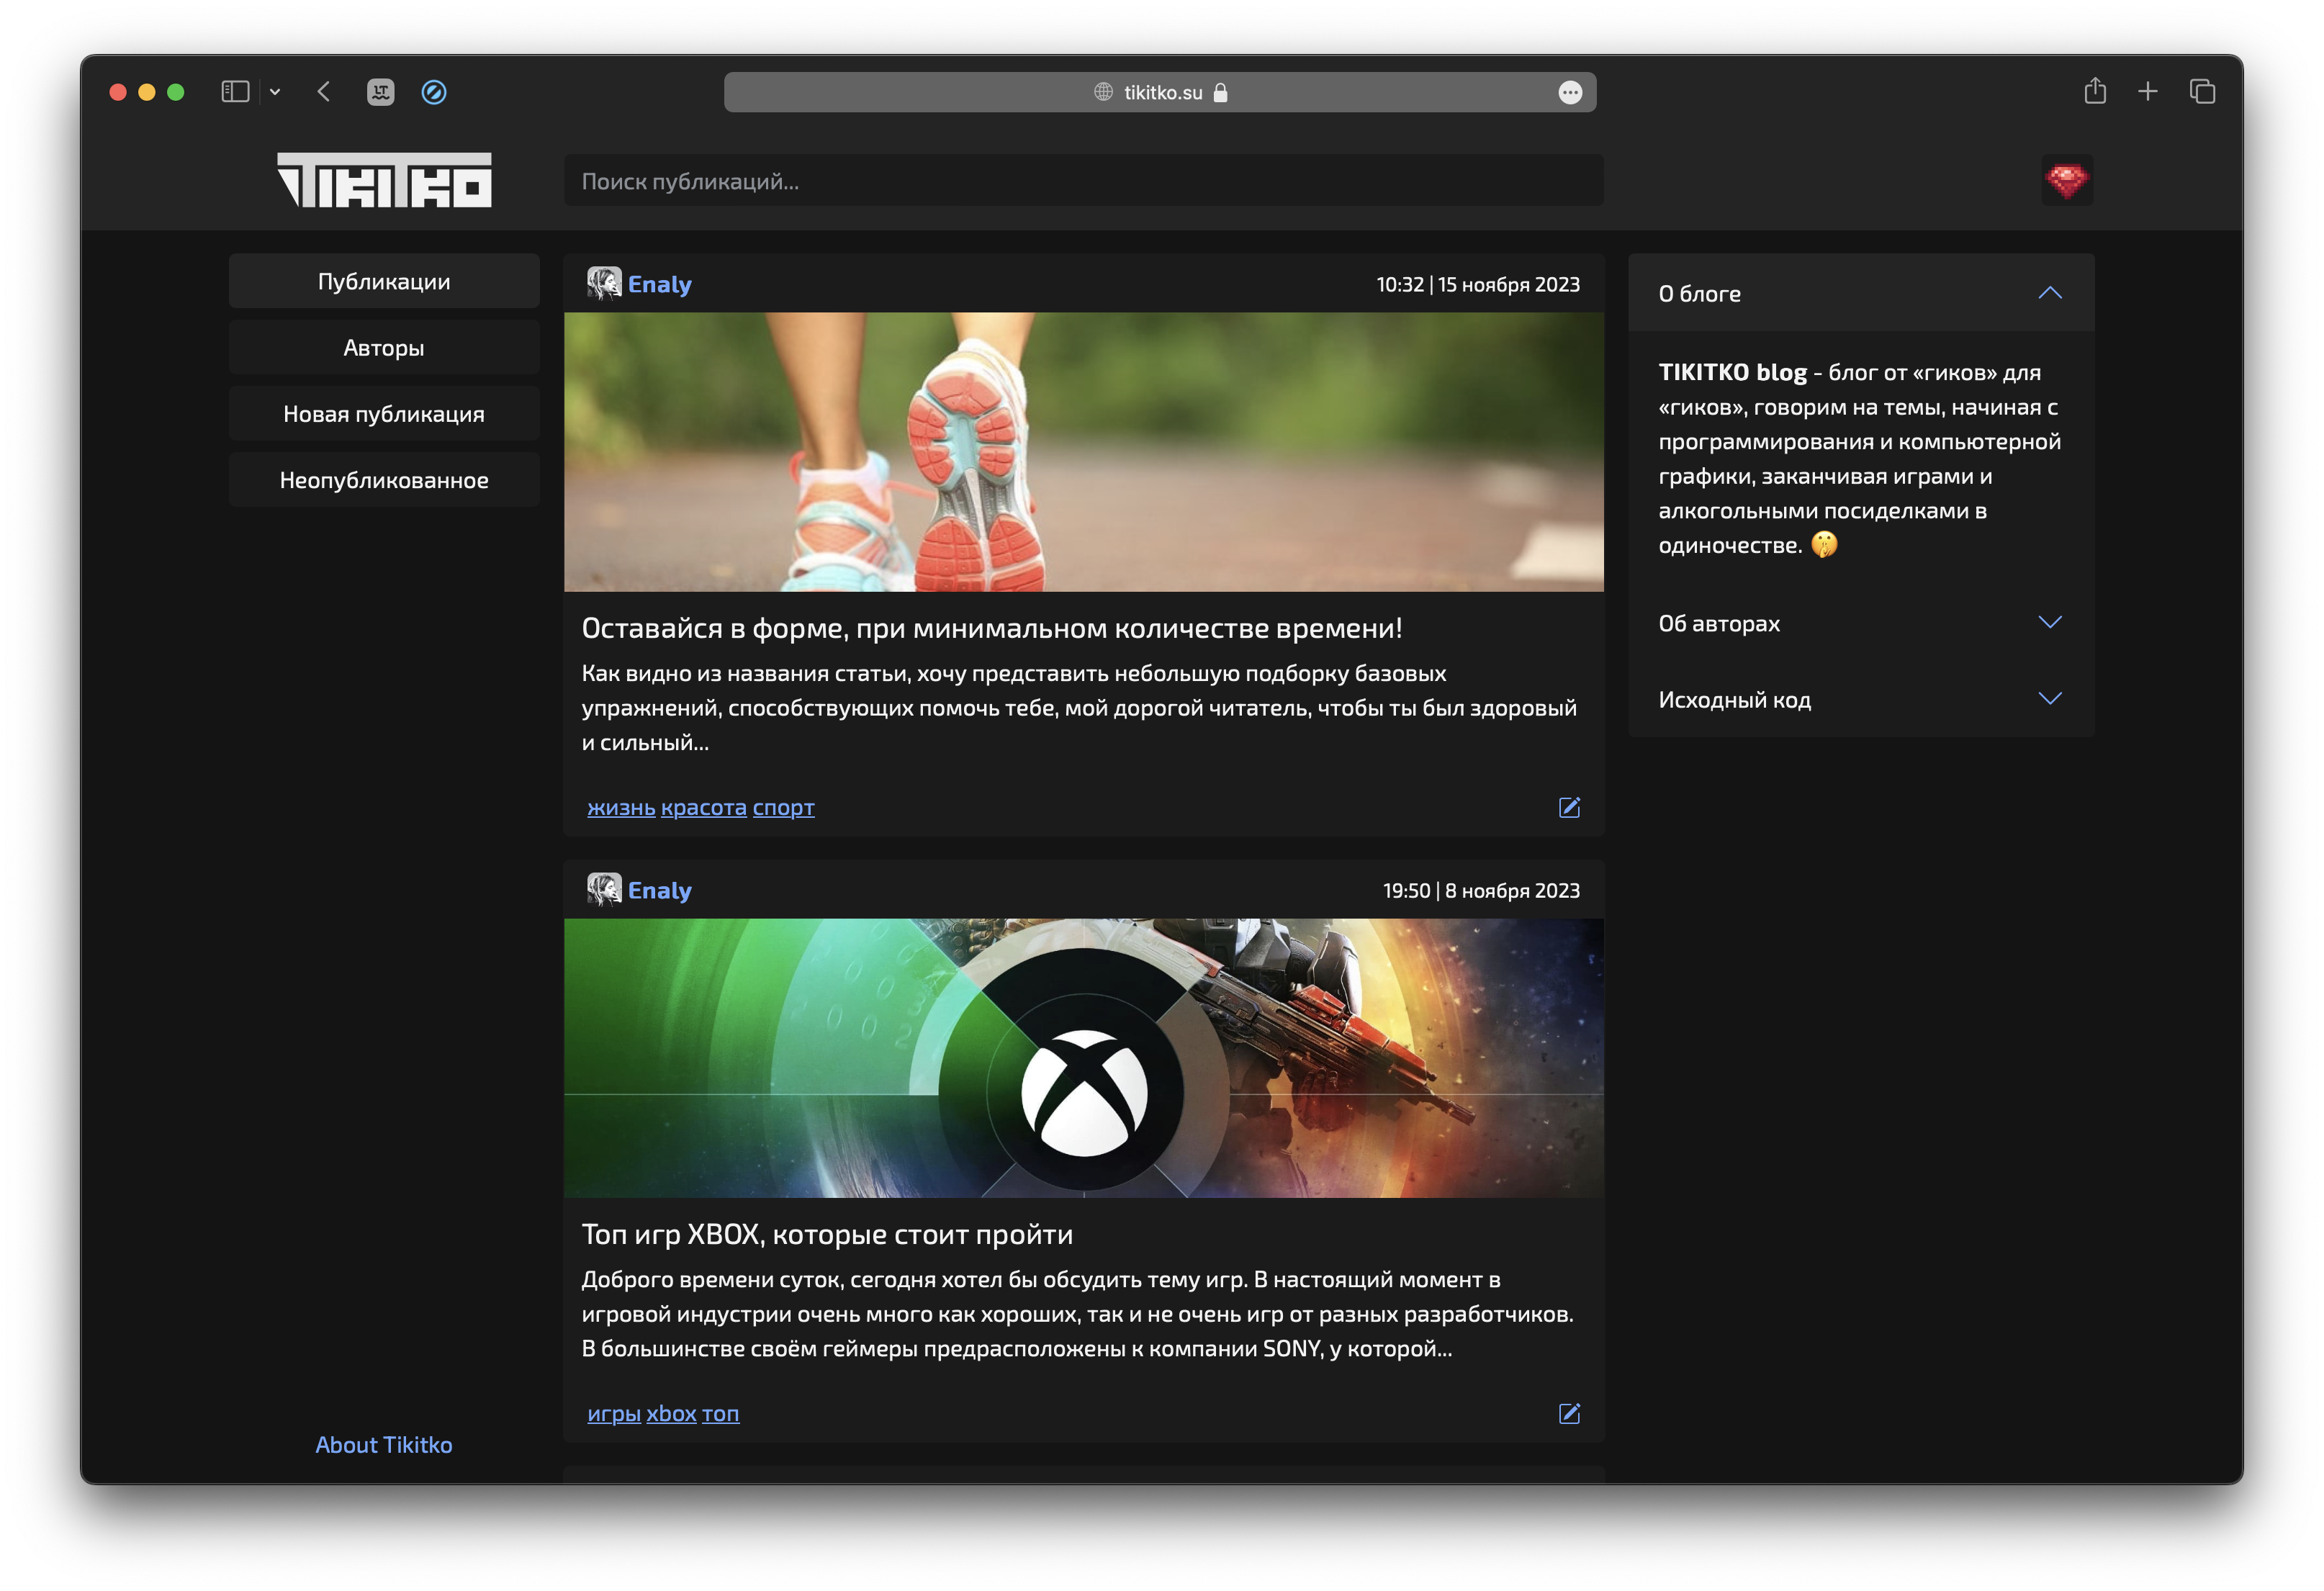 tikitko.su
TIKITKO
Поиск публикаций...
Публикации
Авторы
Новая публикация
Неопубликованное
About Tikitko
Enaly
10:32 | 15 ноября 2023
Оставайся в форме, при минимальном количестве времени!
Как видно из названия статьи, хочу представить небольшую подборку базовых
упражнений, способствующих помочь тебе, мой дорогой читатель, чтобы ты был здоровый
и сильный...
жизнь красота спорт
Enaly
19:50 | 8 ноября 2023
Топ игр XBOX, которые стоит пройти
Доброго времени суток, сегодня хотел бы обсудить тему игр. В настоящий момент в
игровой индустрии очень много как хороших, так и не очень игр от разных разработчиков.
В большинстве своём геймеры предрасположены к компании SONY, у которой...
игры xbox топ
О блоге
TIKITKO blog - блог от «гиков» для
«гиков», говорим на темы, начиная с
программирования и компьютерной
графики, заканчивая играми и
алкогольными посиделками в
одиночестве. 🤫
Об авторах
Исходный код